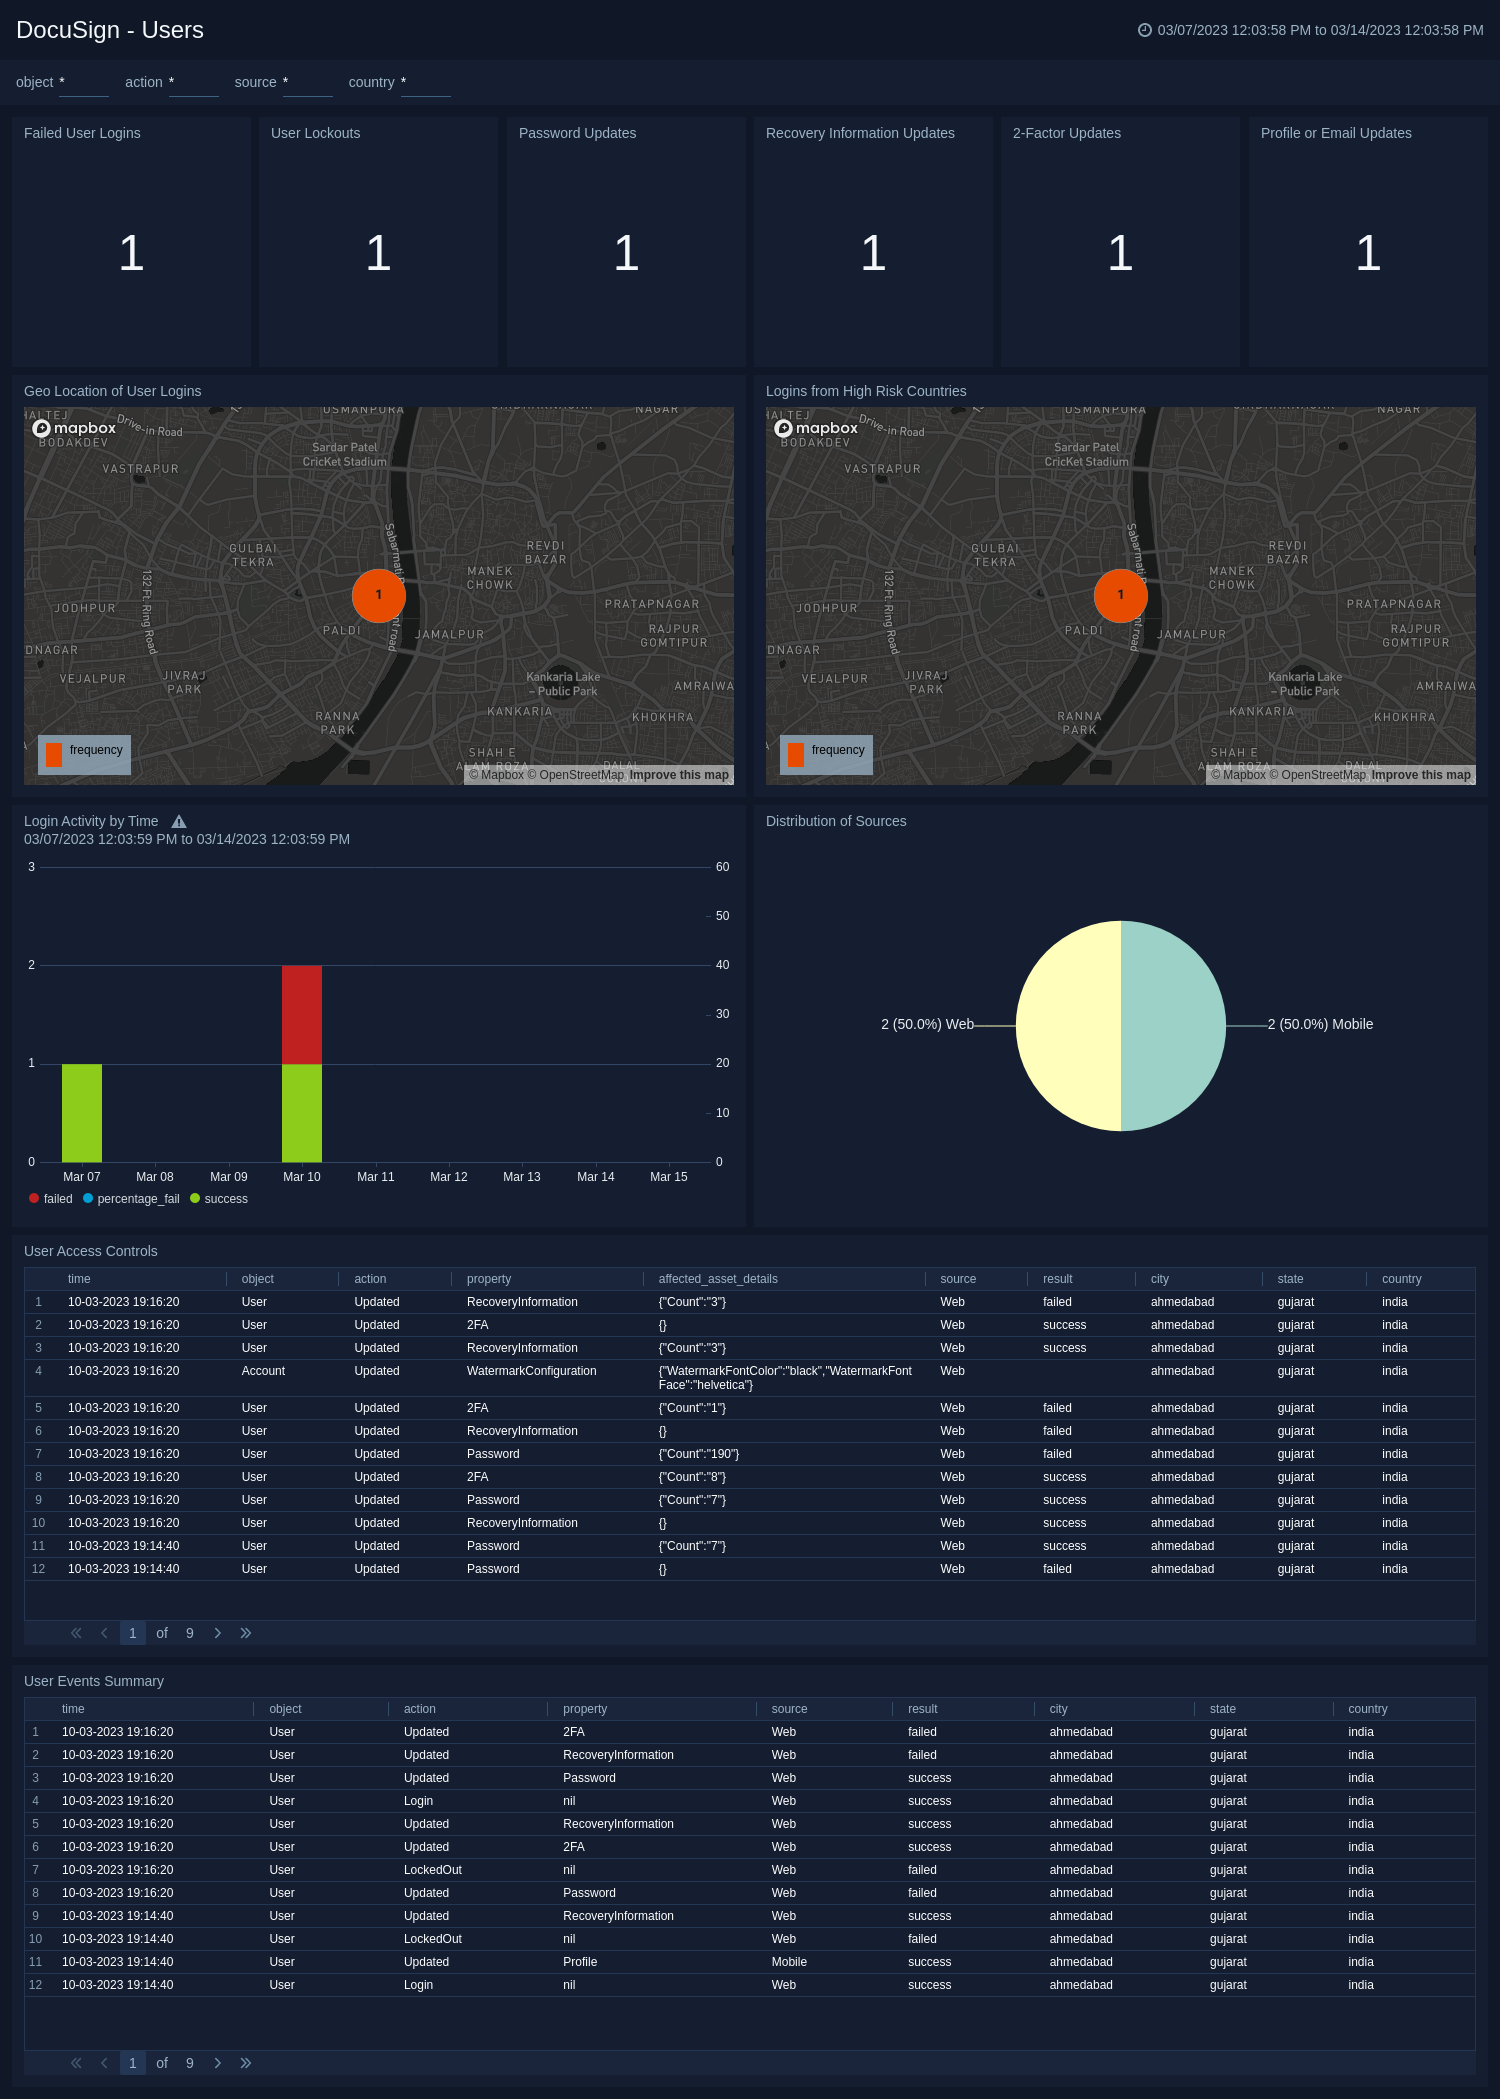 DocuSign - Users
03/07/2023 12:03:58 PM to 03/14/2023 12:03:58 PM
object * action * source * country *
Failed User Logins
User Lockouts
Password Updates
Recovery Information Updates
2-Factor Updates
Profile or Email Updates
1
1
1
1
1
1
Geo Location of User Logins
HALTEJ
mapbox
Drive-in Road
USMANPURA
NAGAR
BODAKDEV
Sardar Patel
CricKet Stadium
VASTRAPUR
GULBAI
TEKRA
REVDI
BAZAR
MANEK
CHOWK
132 Ft. Ring Road
JODHPUR
1
PRATAPNAGAR
PALDI
JAMALPUR
RAJPUR
GOMTIPUR
DNAGAR
VEJALPUR
JIVRAJ
PARK
Kankaria Lake
– Public Park
AMRAIWA
RANNA
PARK
KANKARIA
KHOKHRA
SHAH E
ALAM ROZA
frequency
© Mapbox © OpenStreetMap Improve this map
Logins from High Risk Countries
HALTEJ
mapbox
Drive-in Road
USMANPURA
NAGAR
BODAKDEV
Sardar Patel
CricKet Stadium
VASTRAPUR
GULBAI
TEKRA
REVDI
BAZAR
MANEK
CHOWK
132 Ft. Ring Road
JODHPUR
1
PRATAPNAGAR
PALDI
JAMALPUR
RAJPUR
GOMTIPUR
DNAGAR
VEJALPUR
JIVRAJ
PARK
Kankaria Lake
– Public Park
AMRAIWA
RANNA
PARK
KANKARIA
KHOKHRA
SHAH E
ALAM ROZA
frequency
© Mapbox © OpenStreetMap Improve this map
Login Activity by Time
03/07/2023 12:03:59 PM to 03/14/2023 12:03:59 PM
3 60
50
2 40
30
1 20
10
0 0
Mar 07 Mar 08 Mar 09 Mar 10 Mar 11 Mar 12 Mar 13 Mar 14 Mar 15
failed percentage_fail success
Distribution of Sources
2 (50.0%) Web
2 (50.0%) Mobile
User Access Controls
time object action property affected_asset_details source result city state country
1 10-03-2023 19:16:20 User Updated RecoveryInformation {"Count":"3"} Web failed ahmedabad gujarat india
2 10-03-2023 19:16:20 User Updated 2FA {} Web success ahmedabad gujarat india
3 10-03-2023 19:16:20 User Updated RecoveryInformation {"Count":"3"} Web success ahmedabad gujarat india
4 10-03-2023 19:16:20 Account Updated WatermarkConfiguration {"WatermarkFontColor":"black","WatermarkFont Web ahmedabad gujarat india
Face":"helvetica"}
5 10-03-2023 19:16:20 User Updated 2FA {"Count":"1"} Web failed ahmedabad gujarat india
6 10-03-2023 19:16:20 User Updated RecoveryInformation {} Web failed ahmedabad gujarat india
7 10-03-2023 19:16:20 User Updated Password {"Count":"190"} Web failed ahmedabad gujarat india
8 10-03-2023 19:16:20 User Updated 2FA {"Count":"8"} Web success ahmedabad gujarat india
9 10-03-2023 19:16:20 User Updated Password {"Count":"7"} Web success ahmedabad gujarat india
10 10-03-2023 19:16:20 User Updated RecoveryInformation {} Web success ahmedabad gujarat india
11 10-03-2023 19:14:40 User Updated Password {"Count":"7"} Web success ahmedabad gujarat india
12 10-03-2023 19:14:40 User Updated Password {} Web failed ahmedabad gujarat india
1 of 9
User Events Summary
time object action property source result city state country
1 10-03-2023 19:16:20 User Updated 2FA Web failed ahmedabad gujarat india
2 10-03-2023 19:16:20 User Updated RecoveryInformation Web failed ahmedabad gujarat india
3 10-03-2023 19:16:20 User Updated Password Web success ahmedabad gujarat india
4 10-03-2023 19:16:20 User Login nil Web success ahmedabad gujarat india
5 10-03-2023 19:16:20 User Updated RecoveryInformation Web success ahmedabad gujarat india
6 10-03-2023 19:16:20 User Updated 2FA Web success ahmedabad gujarat india
7 10-03-2023 19:16:20 User LockedOut nil Web failed ahmedabad gujarat india
8 10-03-2023 19:16:20 User Updated Password Web failed ahmedabad gujarat india
9 10-03-2023 19:14:40 User Updated RecoveryInformation Web success ahmedabad gujarat india
10 10-03-2023 19:14:40 User LockedOut nil Web failed ahmedabad gujarat india
11 10-03-2023 19:14:40 User Updated Profile Mobile success ahmedabad gujarat india
12 10-03-2023 19:14:40 User Login nil Web success ahmedabad gujarat india
1 of 9